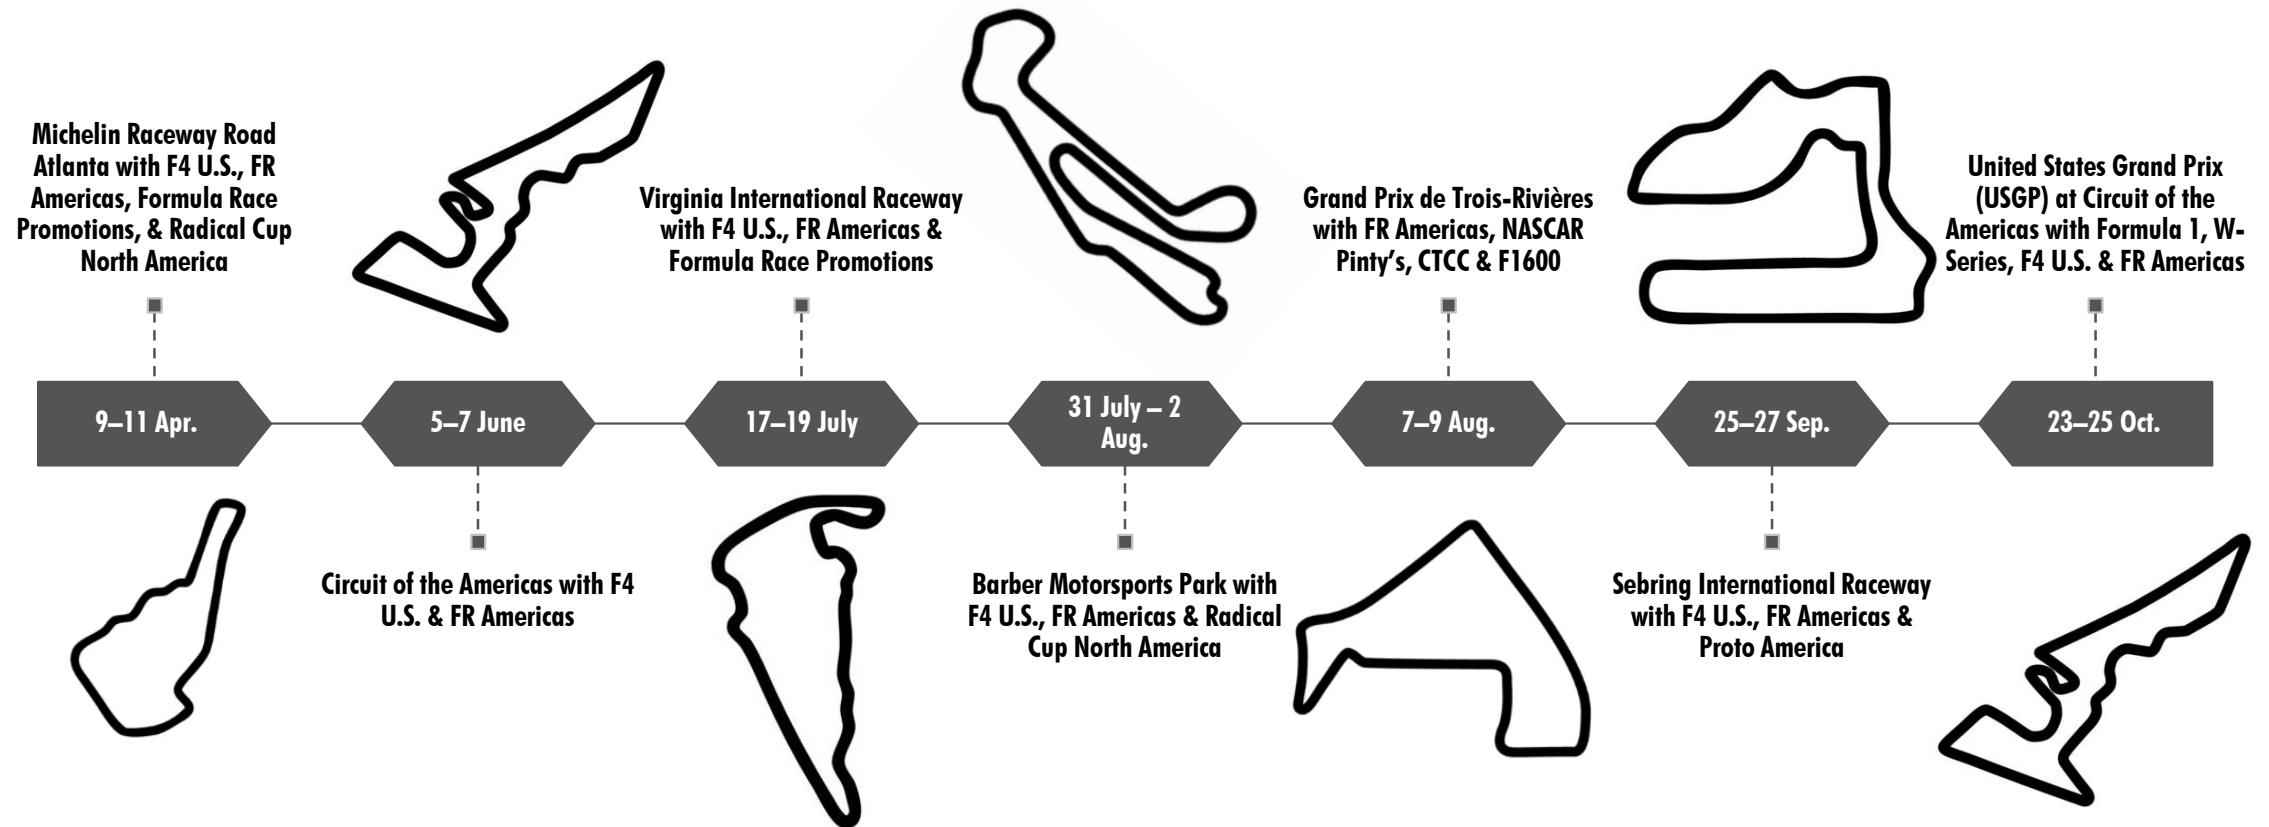 Michelin Raceway Road
Atlanta with F4 U.S., FR
Americas, Formula Race
Promotions, & Radical Cup
North America
Virginia International Raceway
with F4 U.S., FR Americas &
Formula Race Promotions
Grand Prix de Trois-Rivières
with FR Americas, NASCAR
Pinty's, CTCC & F1600
United States Grand Prix
(USGP) at Circuit of the
Americas with Formula 1, W-
Series, F4 U.S. & FR Americas
9–11 Apr.
5–7 June
17–19 July
31 July – 2
Aug.
7–9 Aug.
25–27 Sep.
23–25 Oct.
Circuit of the Americas with F4
U.S. & FR Americas
Barber Motorsports Park with
F4 U.S., FR Americas & Radical
Cup North America
Sebring International Raceway
with F4 U.S., FR Americas &
Proto America